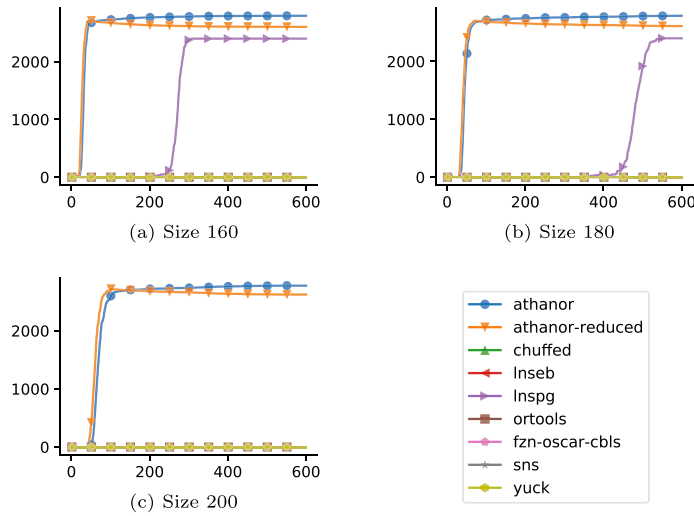 2000
1000
0
0 200 400 600
(a) Size 160
2000
1000
0
0 200 400 600
(b) Size 180
2000
1000
0
0 200 400 600
(c) Size 200
athanor
athanor-reduced
chuffed
lnseb
lnspg
ortools
fzn-oscar-cbls
sns
yuck